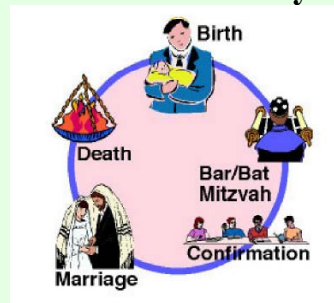 Birth
Death
Bar/Bat
Mitzvah
Confirmation
Marriage